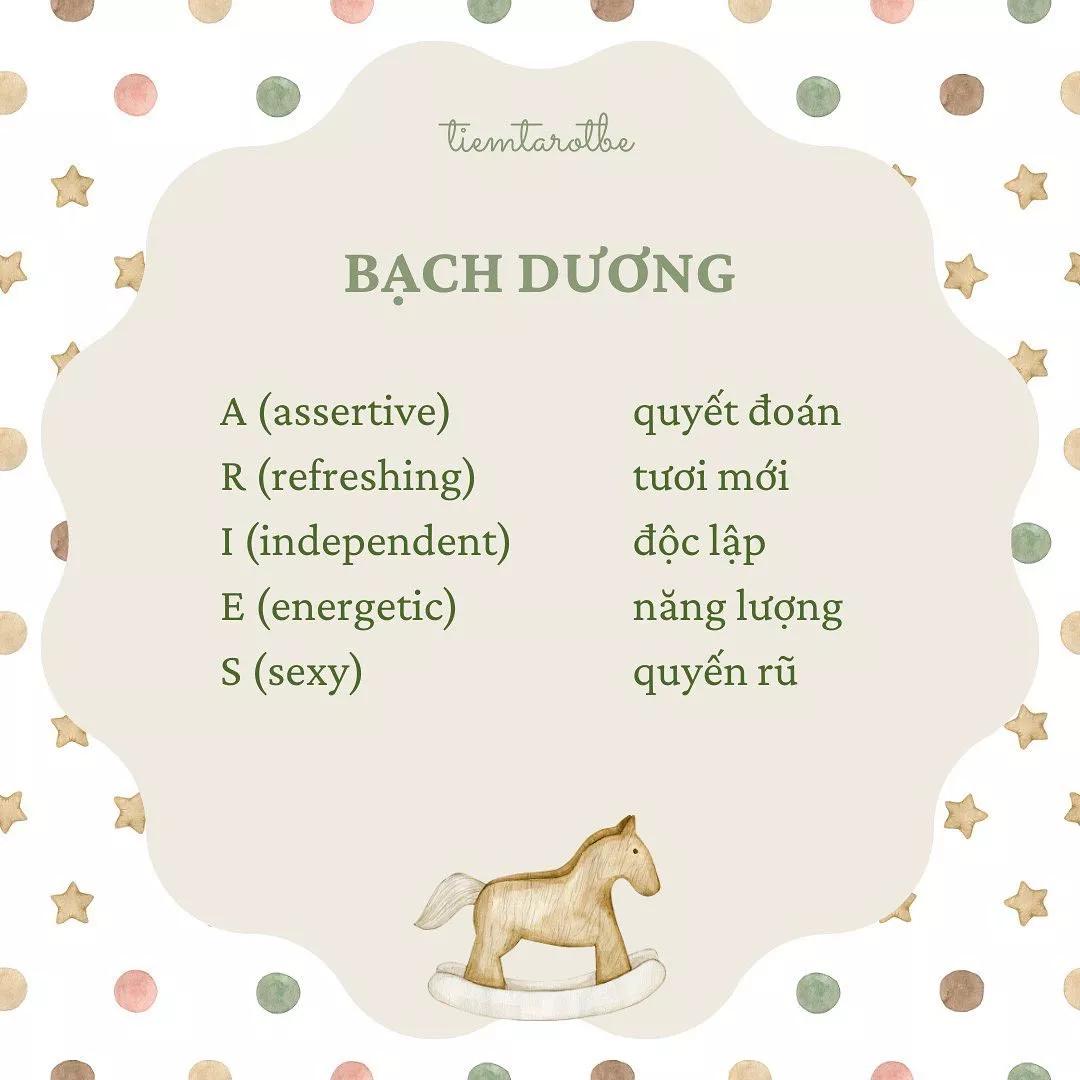 tiemtarotbe
BẠCH DƯƠNG
A (assertive) quyết đoán
R (refreshing) tươi mới
I (independent) độc lập
E (energetic) năng lượng
S (sexy) quyến rũ